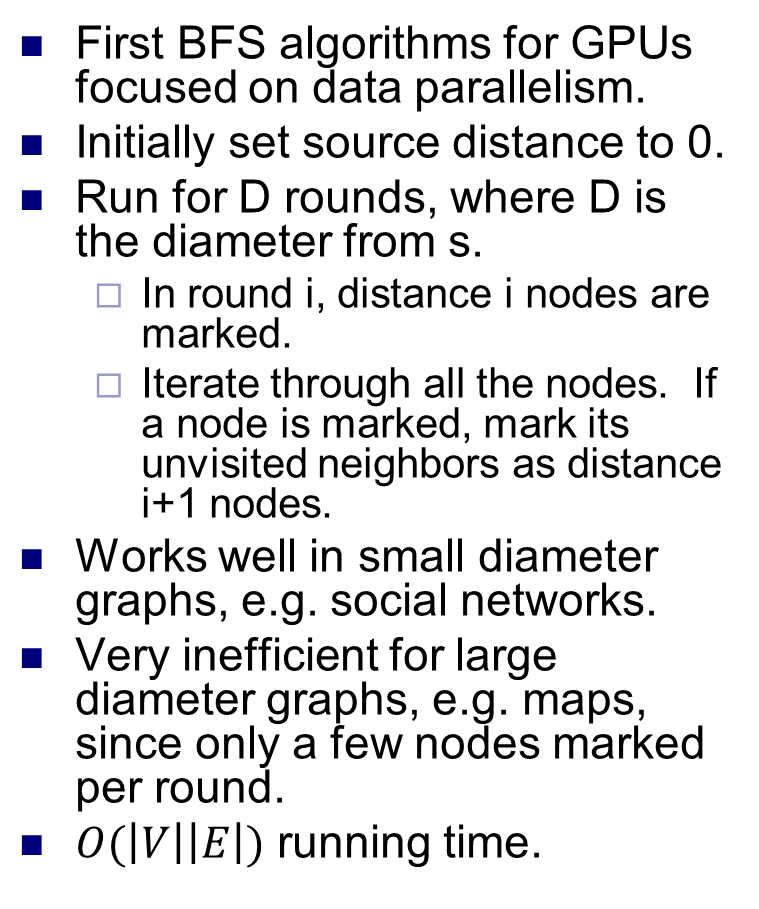 First BFS algorithms for GPUs
focused on data parallelism.
Initially set source distance to 0.
Run for D rounds, where D is
the diameter from s.
In round i, distance i nodes are
marked.
Iterate through all the nodes.  If
a node is marked, mark its
unvisited neighbors as distance
i+1 nodes.
Works well in small diameter
graphs, e.g. social networks.
Very inefficient for large
diameter graphs, e.g. maps,
since only a few nodes marked
per round.
O(|V||E|) running time.